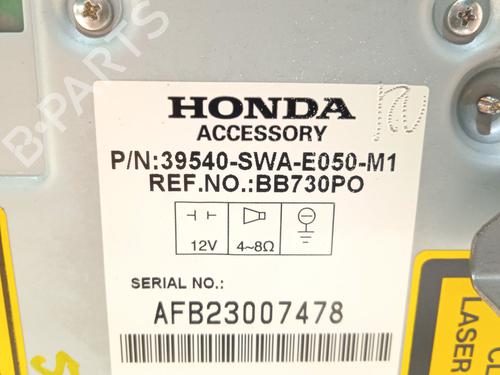 B-PARTS
HONDA
ACCESSORY
P/N:39540-SWA-E050-M1
REF.NO.:BB730PO
12V
4~8Ω
SERIAL NO.:
AFB23007478
LASER